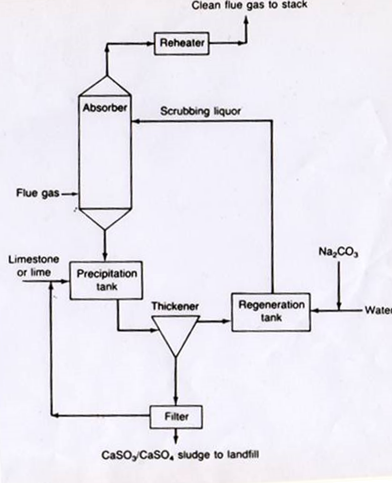 Clean flue gas to stack
Reheater
Absorber
Scrubbing liquor
Flue gas
Limestone
or lime
Precipitation
tank
Thickener
Na₂CO₃
Regeneration
tank
Water
Filter
CaSO₃/CaSO₄ sludge to landfill